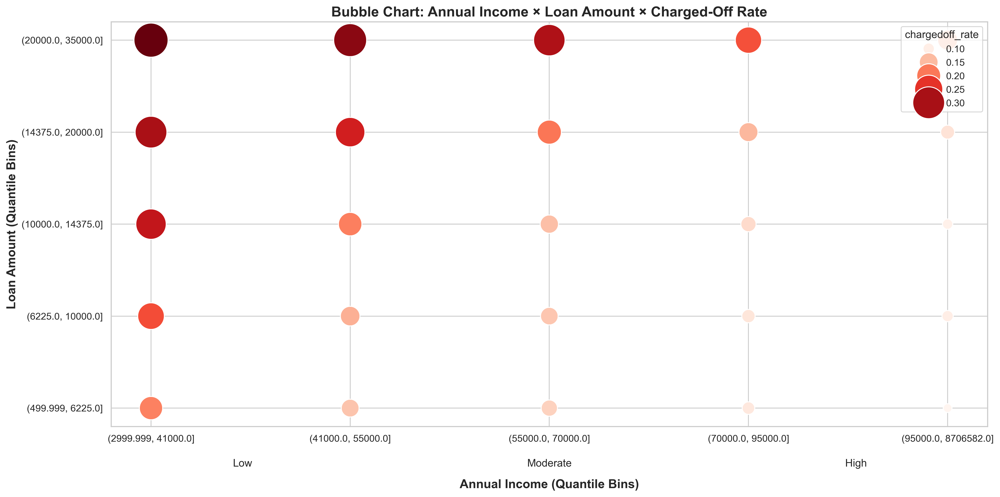 Bubble Chart: Annual Income × Loan Amount × Charged-Off Rate
chargedoff_rate
0.10
0.15
0.20
0.25
0.30
Loan Amount (Quantile Bins)
(20000.0, 35000.0]
(14375.0, 20000.0]
(10000.0, 14375.0]
(6225.0, 10000.0]
(499.999, 6225.0]
(2999.999, 41000.0]
(41000.0, 55000.0]
(55000.0, 70000.0]
(70000.0, 95000.0]
(95000.0, 8706582.0]
Low
Moderate
High
Annual Income (Quantile Bins)